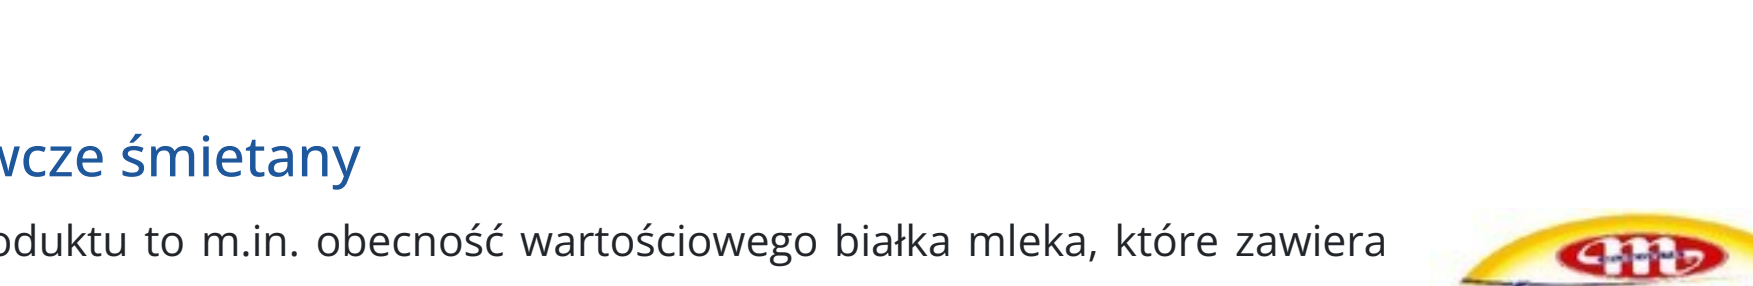 wcze śmietany
oduktu to m.in. obecność wartościowego białka mleka, które zawiera